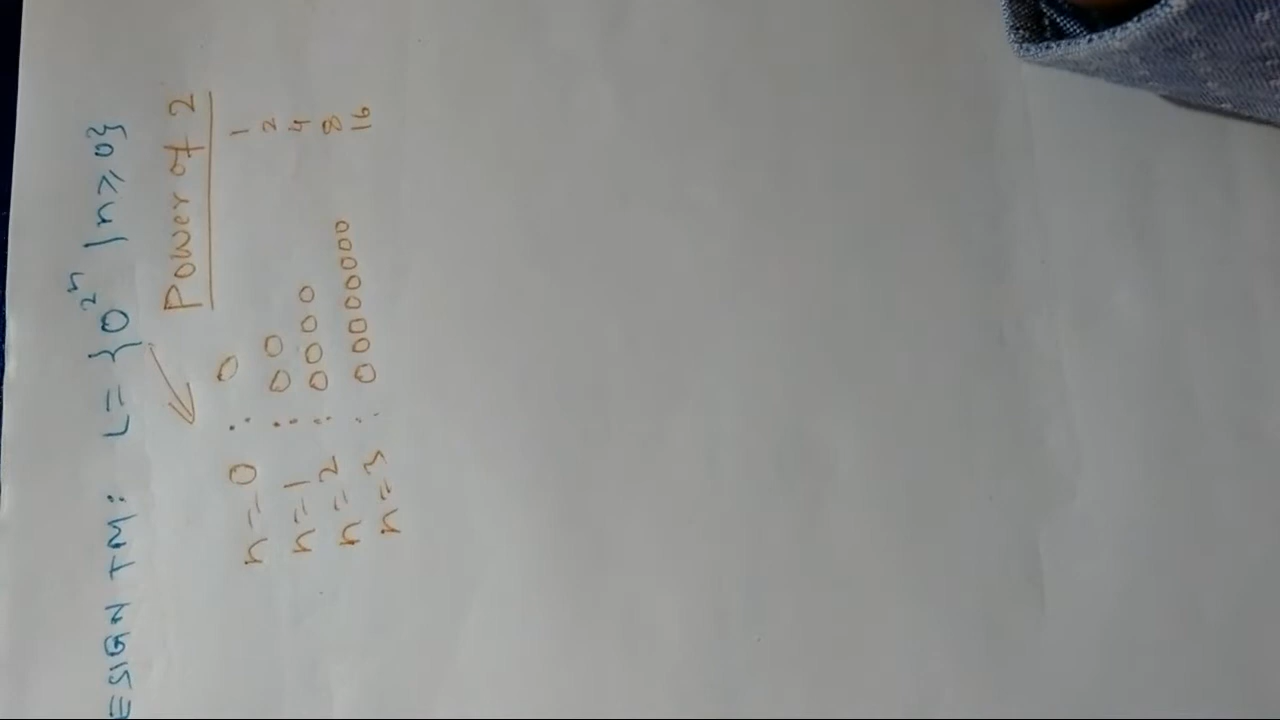 ESIGN TM: L = {0^2^n | n ≥ 0}
Power of 2
n = 0 : 0 1
n = 1 : 00 2
n = 2 : 0000 4
n = 3 : 00000000 8
16